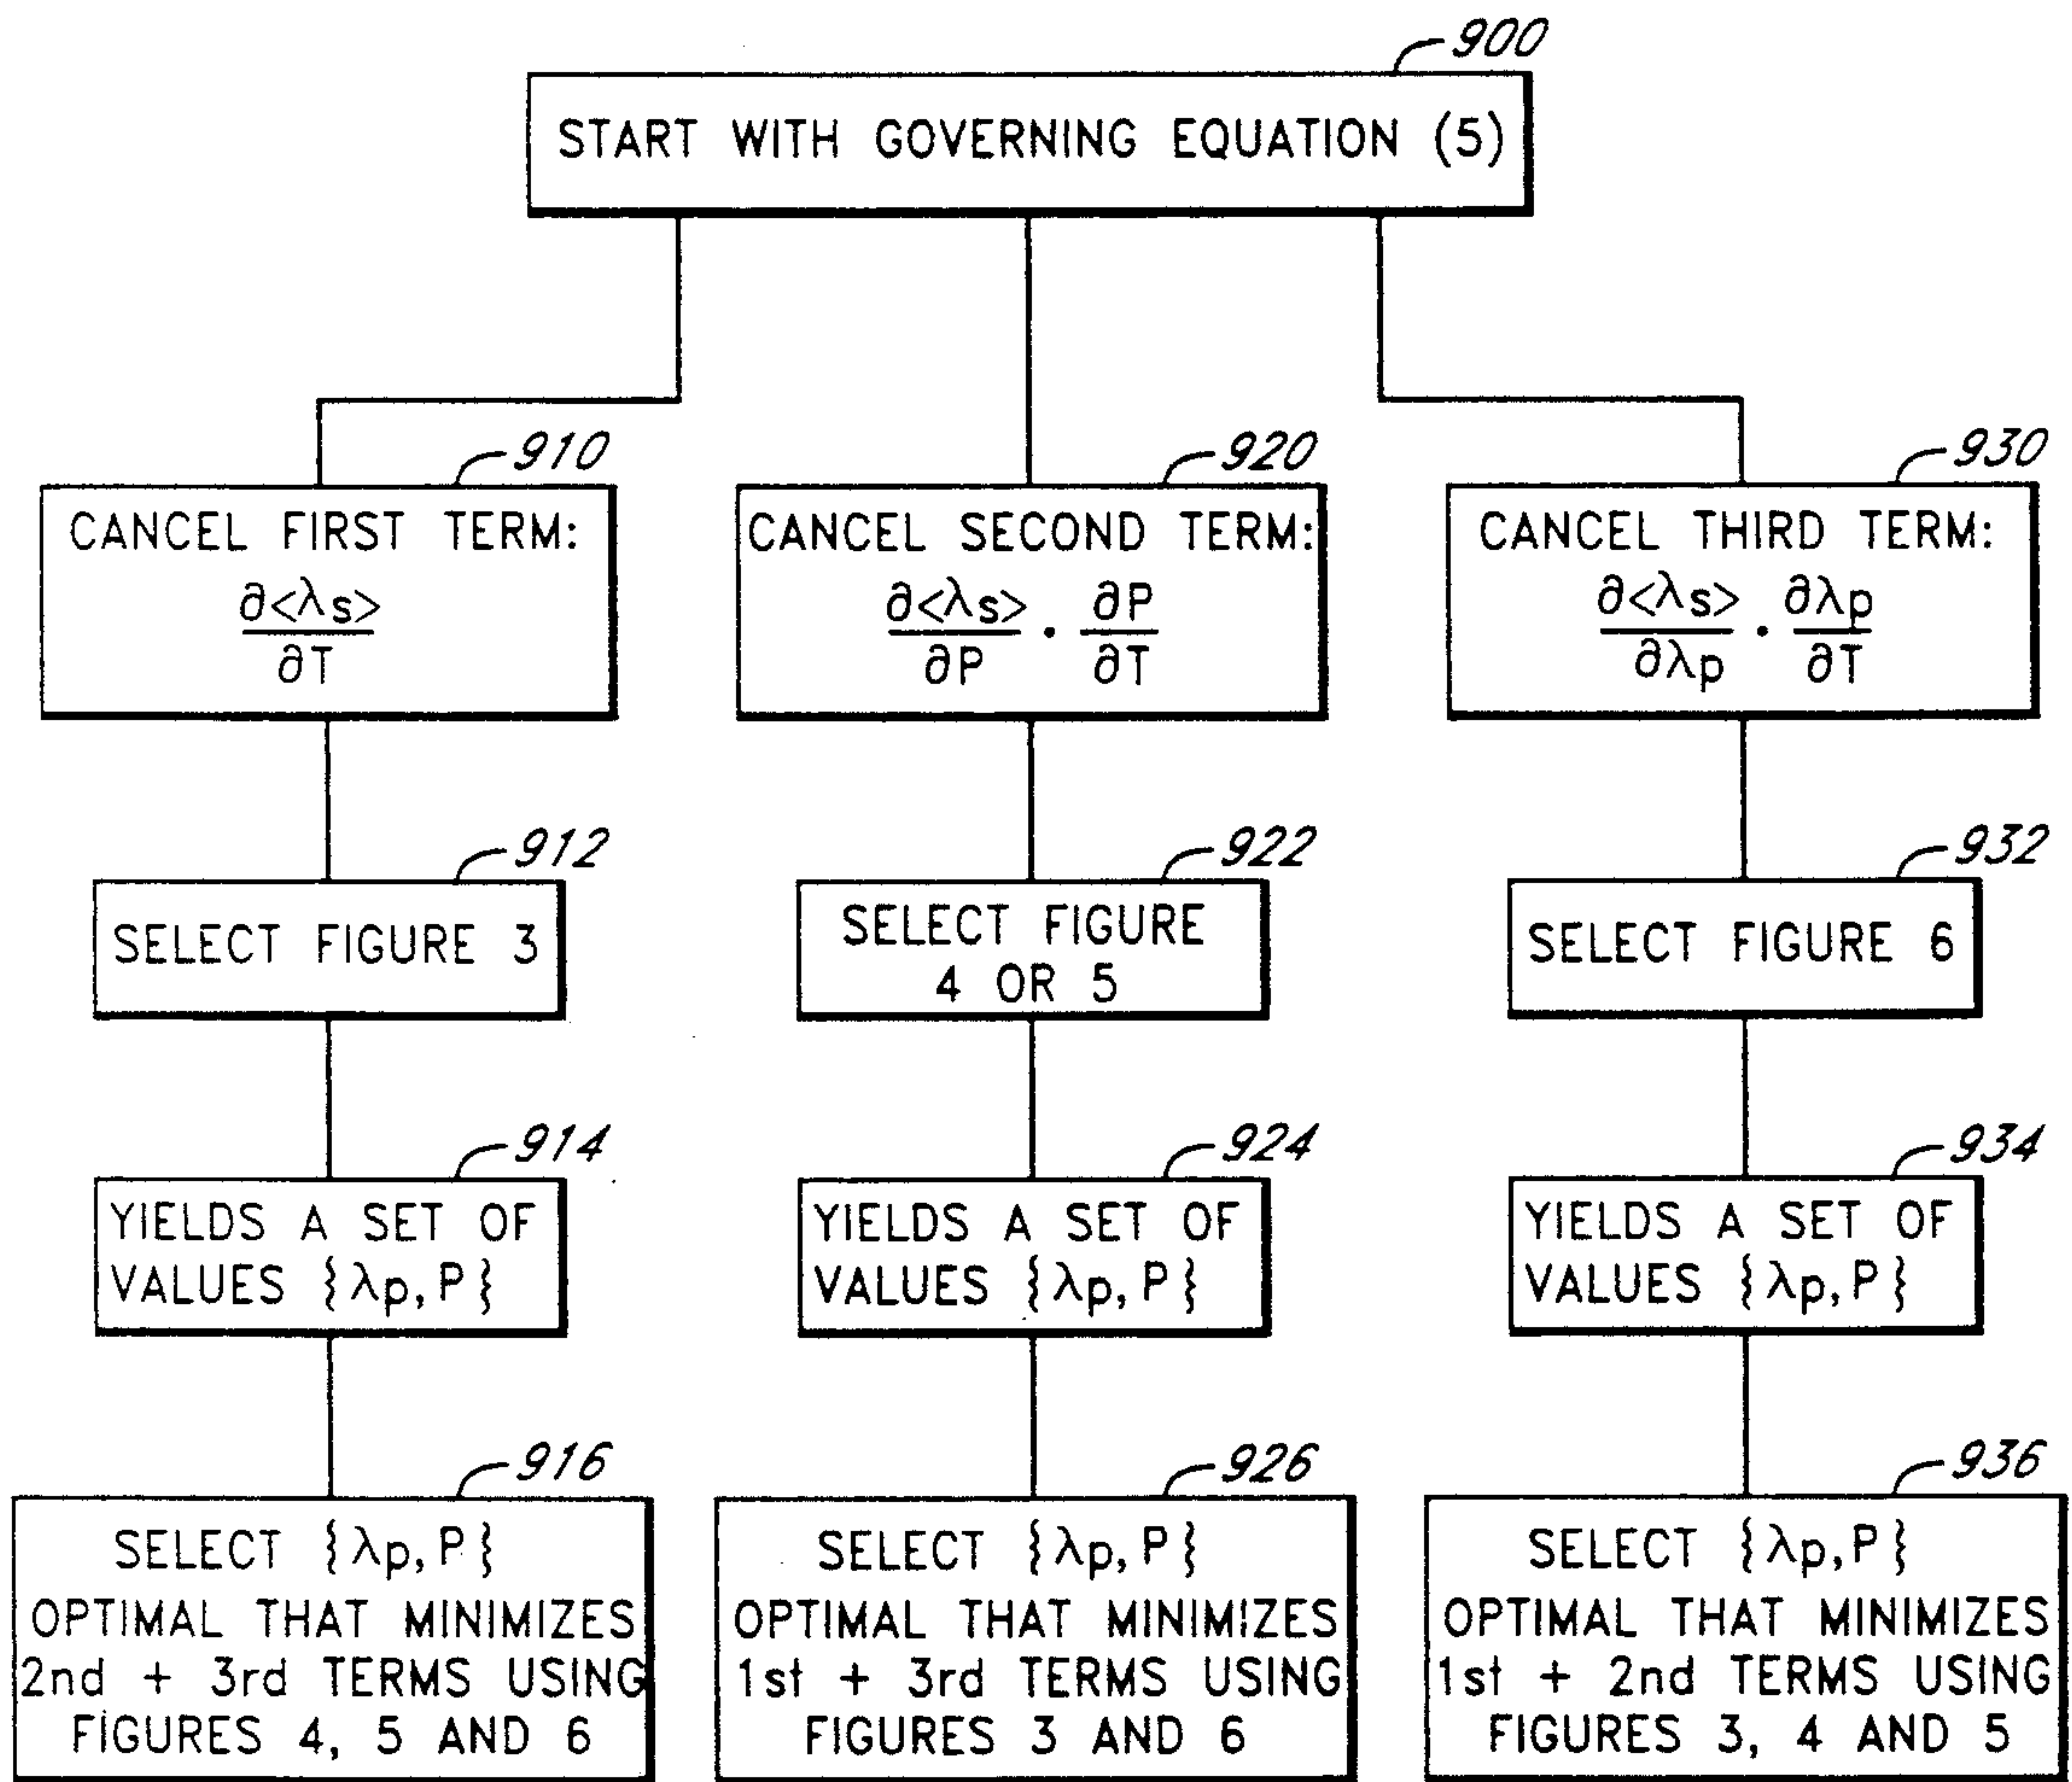 900
START WITH GOVERNING EQUATION (5)
910
CANCEL FIRST TERM:
∂<λs>
∂T
912
SELECT FIGURE 3
914
YIELDS A SET OF
VALUES {λp, P}
916
SELECT {λp, P}
OPTIMAL THAT MINIMIZES
2nd + 3rd TERMS USING
FIGURES 4, 5 AND 6
920
CANCEL SECOND TERM:
∂<λs> · ∂P
∂P ∂T
922
SELECT FIGURE
4 OR 5
924
YIELDS A SET OF
VALUES {λp, P}
926
SELECT {λp, P}
OPTIMAL THAT MINIMIZES
1st + 3rd TERMS USING
FIGURES 3 AND 6
930
CANCEL THIRD TERM:
∂<λs> · ∂λp
∂λp ∂T
932
SELECT FIGURE 6
934
YIELDS A SET OF
VALUES {λp, P}
936
SELECT {λp, P}
OPTIMAL THAT MINIMIZES
1st + 2nd TERMS USING
FIGURES 3, 4 AND 5